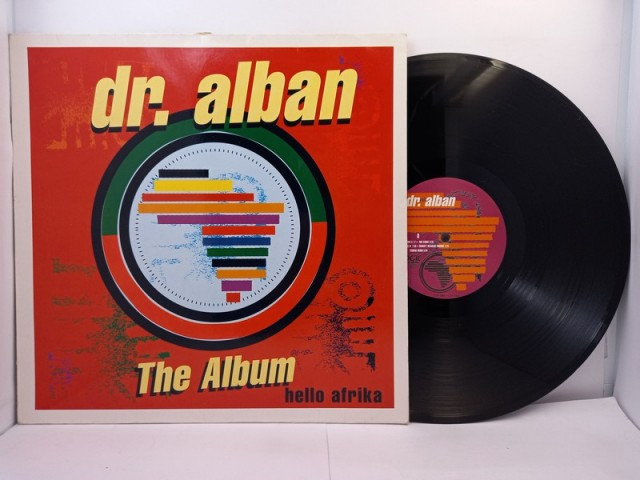 dr. alban
The Album
hello afrika
dr. alban